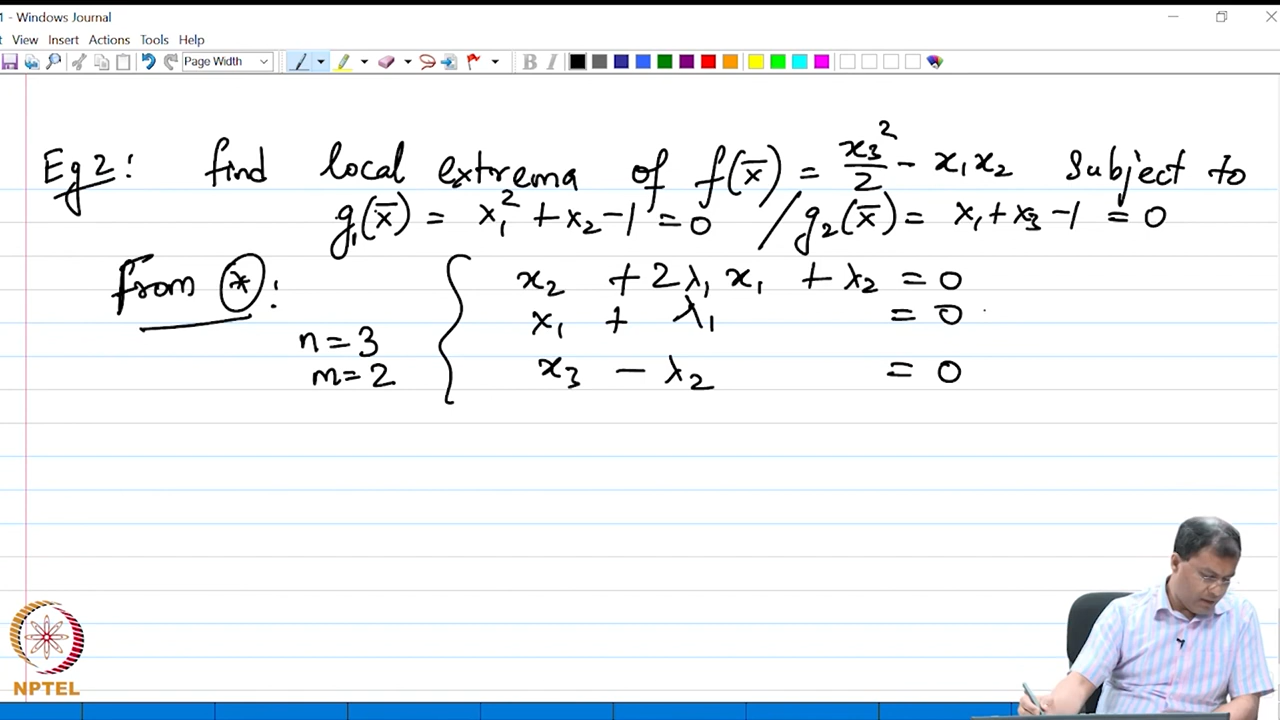 1 - Windows Journal
t View Insert Actions Tools Help
Page Width
B I
Eg 2: find local extrema of f(x̄) = x₃²/2 - x₁x₂ subject to
g₁(x̄) = x₁² + x₂ - 1 = 0 / g₂(x̄) = x₁ + x₃ - 1 = 0
from (*): { x₂ + 2λ₁x₁ + λ₂ = 0
x₁ + λ₁ = 0
n = 3
m = 2
x₃ - λ₂ = 0
NPTEL